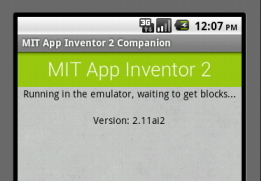 3G 12:07 PM
MIT App Inventor 2 Companion
MIT App Inventor 2
Running in the emulator, waiting to get blocks...
Version: 2.11ai2